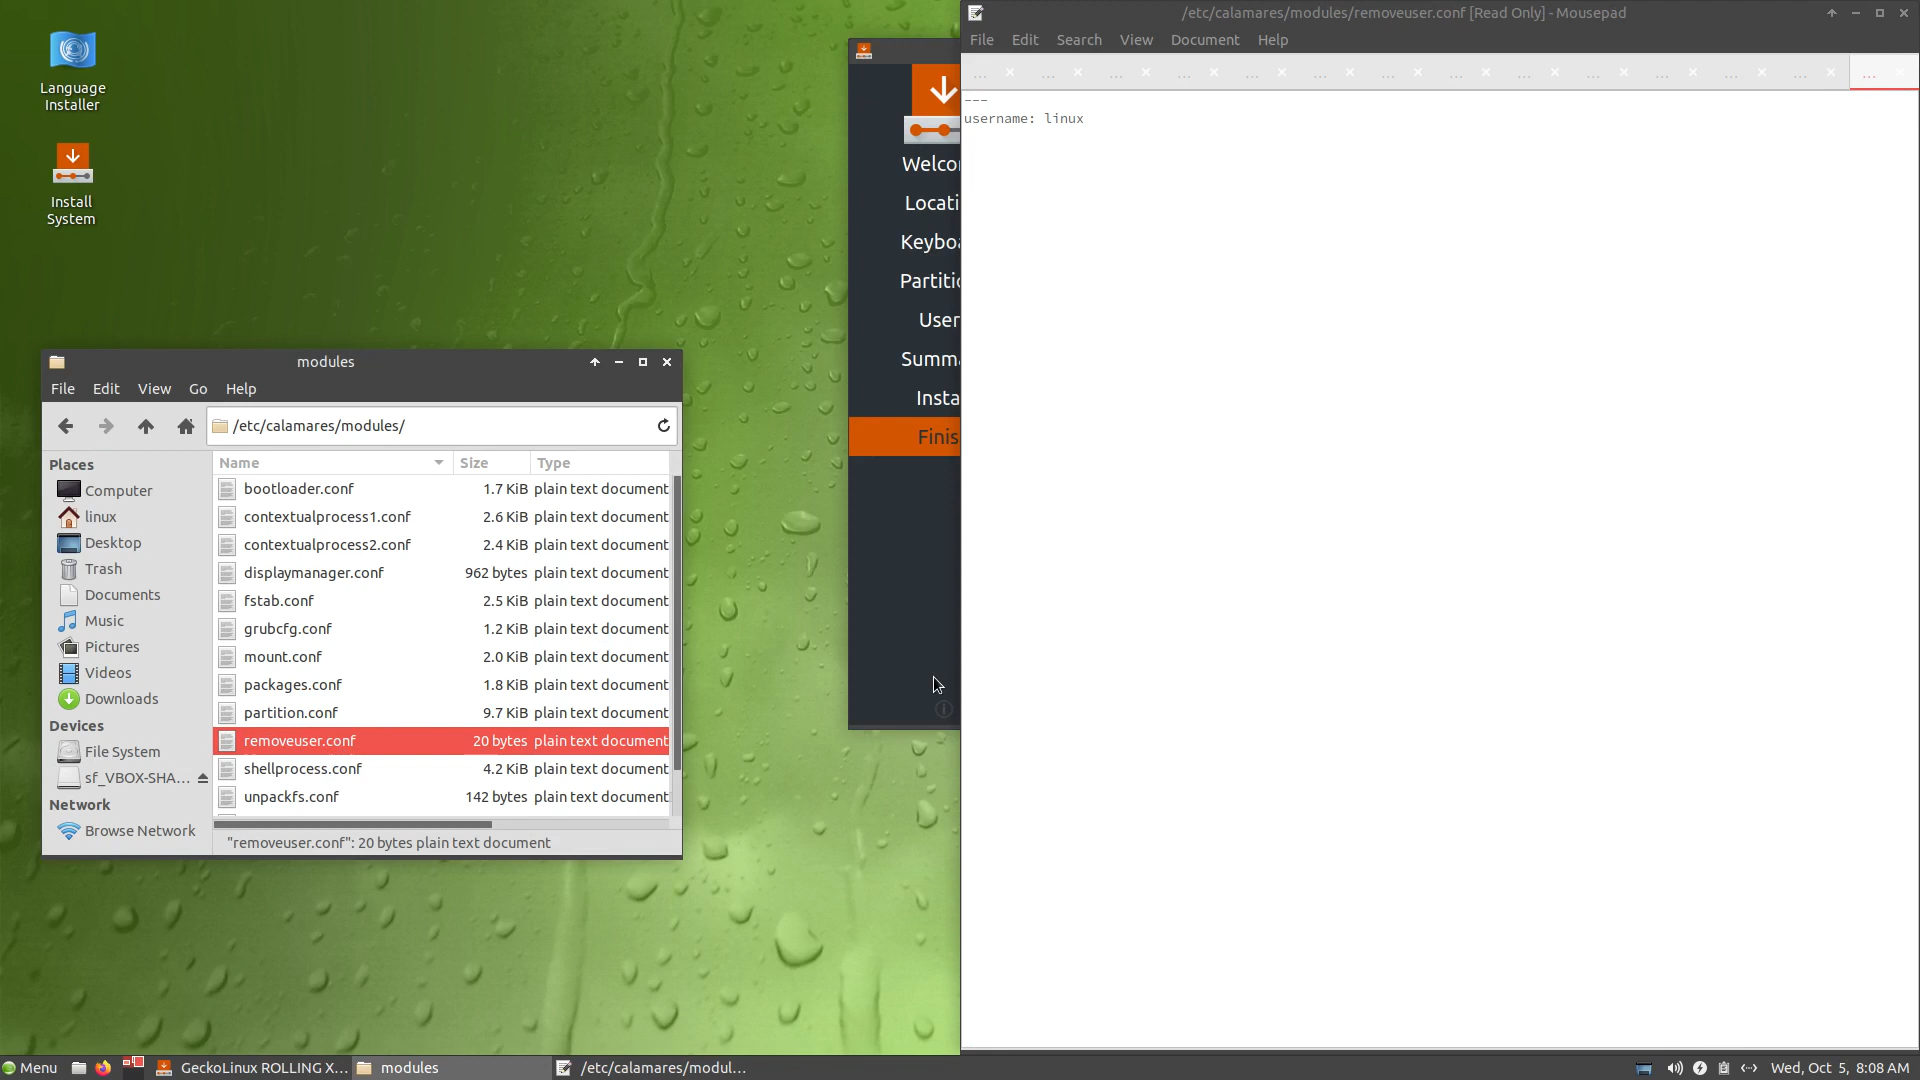 Language
Installer
Install
System
modules
File Edit View Go Help
/etc/calamares/modules/
Places
Computer
linux
Desktop
Trash
Documents
Music
Pictures
Videos
Downloads
Devices
File System
sf_VBOX-SHA...
Network
Browse Network
Name Size Type
bootloader.conf 1.7 KiB plain text document
contextualprocess1.conf 2.6 KiB plain text document
contextualprocess2.conf 2.4 KiB plain text document
displaymanager.conf 962 bytes plain text document
fstab.conf 2.5 KiB plain text document
grubcfg.conf 1.2 KiB plain text document
mount.conf 2.0 KiB plain text document
packages.conf 1.8 KiB plain text document
partition.conf 9.7 KiB plain text document
removeuser.conf 20 bytes plain text document
shellprocess.conf 4.2 KiB plain text document
unpackfs.conf 142 bytes plain text document
"removeuser.conf": 20 bytes plain text document
Welco
Locati
Keyboa
Partitic
User
Summa
Insta
Finis
/etc/calamares/modules/removeuser.conf [Read Only] - Mousepad
File Edit Search View Document Help
... ... ... ... ... ... ... ... ... ... ... ... ... ...
---
username: linux
Menu GeckoLinux ROLLING X... modules /etc/calamares/modul... Wed, Oct 5, 8:08 AM